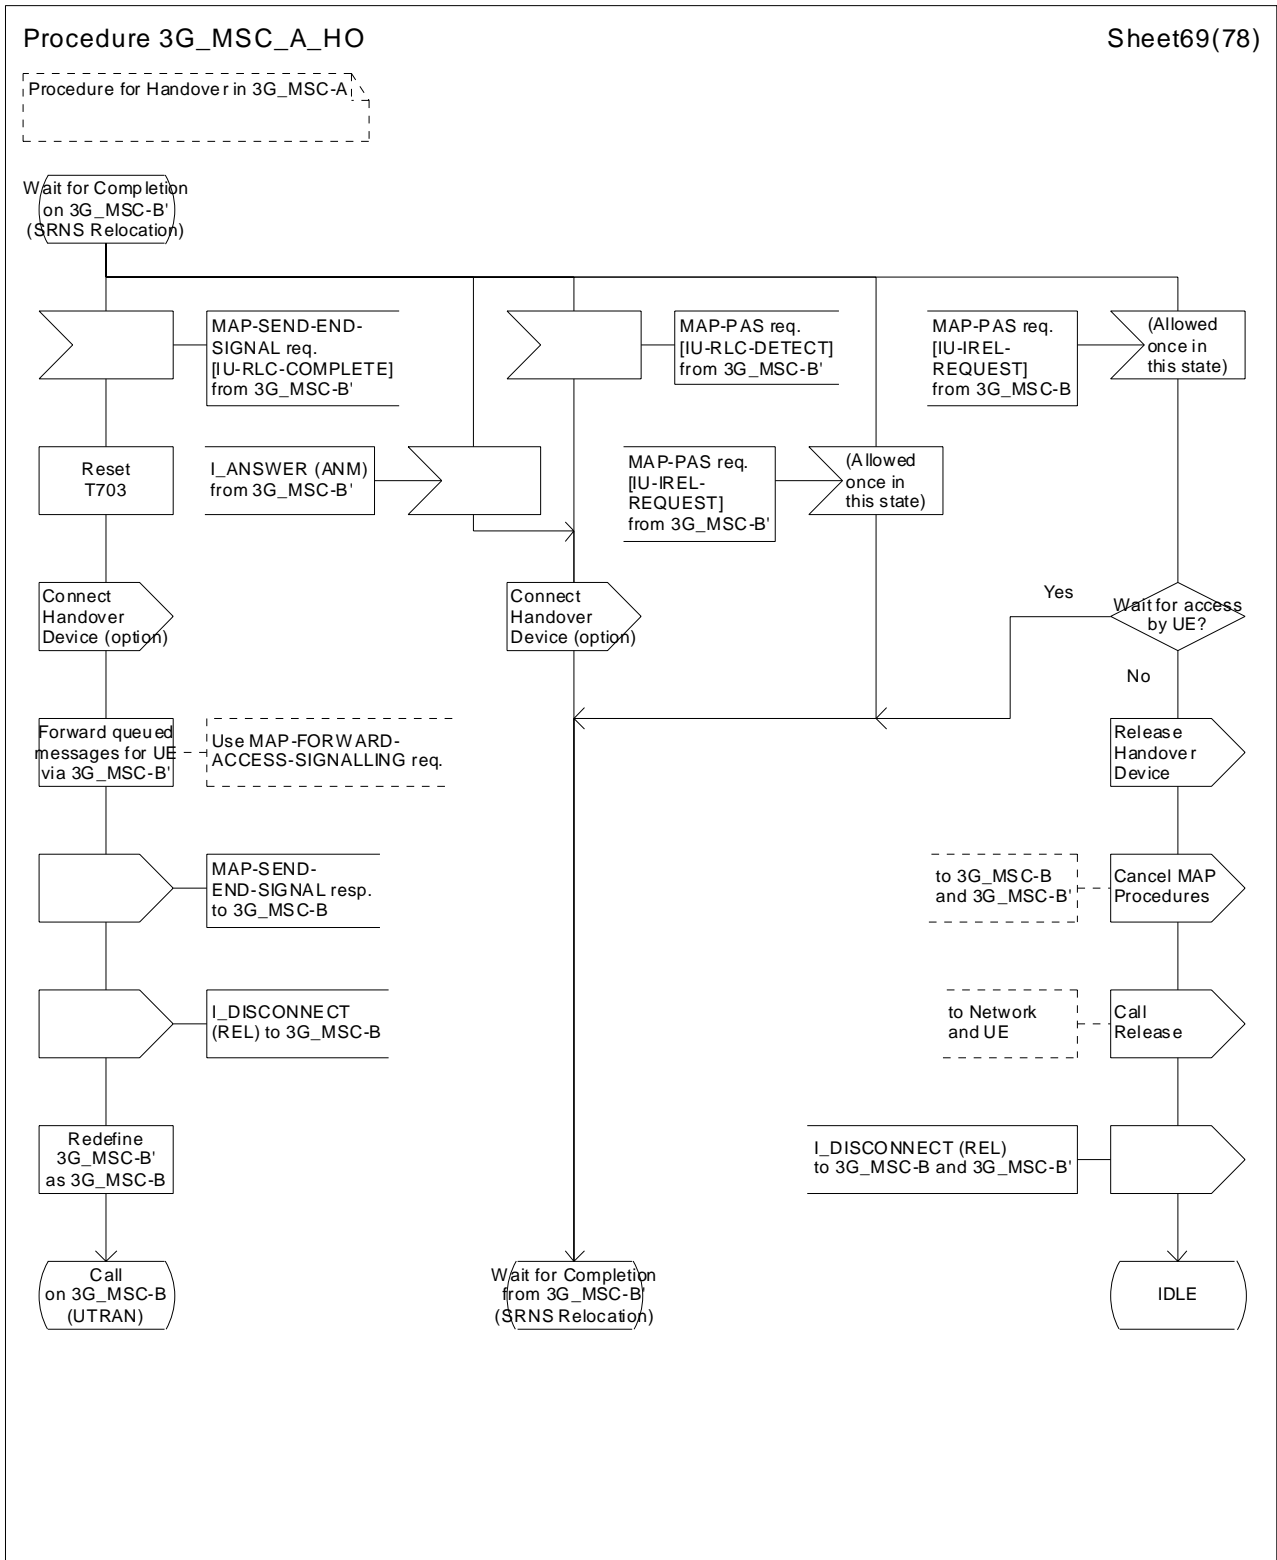 Procedure 3G_MSC_A_HO
Sheet69(78)
Procedure for Handover in 3G_MSC-A
Wait for Completion
on 3G_MSC-B'
(SRNS Relocation)
MAP-SEND-END-
SIGNAL req.
[IU-RLC-COMPLETE]
from 3G_MSC-B'
MAP-PAS req.
[IU-RLC-DETECT]
from 3G_MSC-B'
MAP-PAS req.
[IU-IREL-
REQUEST]
from 3G_MSC-B
(Allowed
once in
this state)
Reset
T703
I_ANSWER (ANM)
from 3G_MSC-B'
MAP-PAS req.
[IU-IREL-
REQUEST]
from 3G_MSC-B'
(Allowed
once in
this state)
Connect
Handover
Device (option)
Connect
Handover
Device (option)
Yes
Wait for access
by UE?
No
Forward queued
messages for UE
via 3G_MSC-B'
Use MAP-FORWARD-
ACCESS-SIGNALLING req.
Release
Handover
Device
MAP-SEND-
END-SIGNAL resp.
to 3G_MSC-B
to 3G_MSC-B
and 3G_MSC-B'
Cancel MAP
Procedures
I_DISCONNECT
(REL) to 3G_MSC-B
to Network
and UE
Call
Release
Redefine
3G_MSC-B'
as 3G_MSC-B
I_DISCONNECT (REL)
to 3G_MSC-B and 3G_MSC-B'
Call
on 3G_MSC-B
(UTRAN)
Wait for Completion
from 3G_MSC-B'
(SRNS Relocation)
IDLE